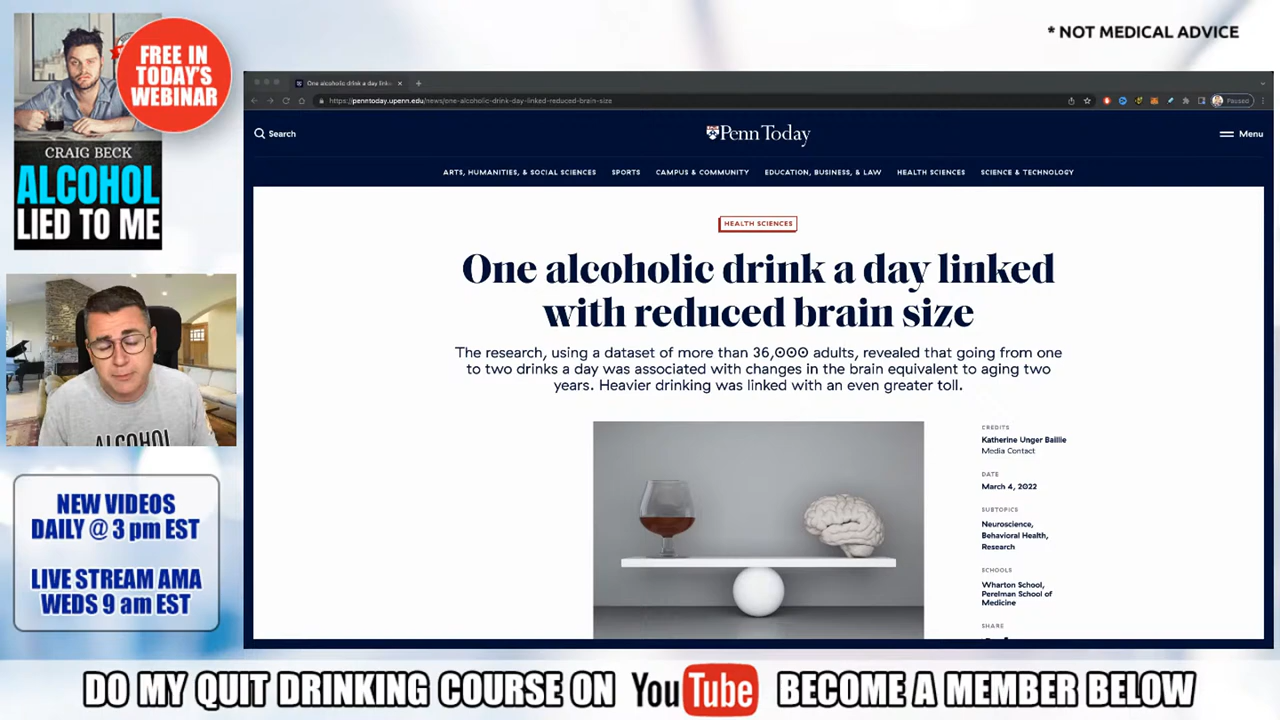 * NOT MEDICAL ADVICE
FREE IN
TODAY'S
WEBINAR
CRAIG BECK
ALCOHOL
LIED TO ME
One alcoholic drink a day link
https://penntoday.upenn.edu/news/one-alcoholic-drink-day-linked-reduced-brain-size
Paused
Search
Penn Today
Menu
ARTS, HUMANITIES, & SOCIAL SCIENCES SPORTS CAMPUS & COMMUNITY EDUCATION, BUSINESS, & LAW HEALTH SCIENCES SCIENCE & TECHNOLOGY
HEALTH SCIENCES
One alcoholic drink a day linked
with reduced brain size
The research, using a dataset of more than 36,000 adults, revealed that going from one
to two drinks a day was associated with changes in the brain equivalent to aging two
years. Heavier drinking was linked with an even greater toll.
CREDITS
Katherine Unger Baillie
Media Contact
DATE
March 4, 2022
SUBTOPICS
Neuroscience,
Behavioral Health,
Research
SCHOOLS
Wharton School,
Perelman School of
Medicine
SHARE
ALCOHOL
NEW VIDEOS
DAILY @ 3 pm EST
LIVE STREAM AMA
WEDS 9 am EST
DO MY QUIT DRINKING COURSE ON YouTube BECOME A MEMBER BELOW